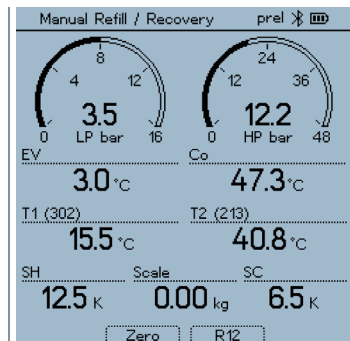 Manual Refill / Recovery prel
8 24
4 12 12 36
3.5 12.2
0 LP bar 16 0 HP bar 48
EV Co
3.0 °C 47.3 °C
T1 (302) T2 (213)
15.5 °C 40.8 °C
SH Scale SC
12.5 K 0.00 kg 6.5 K
Zero R12